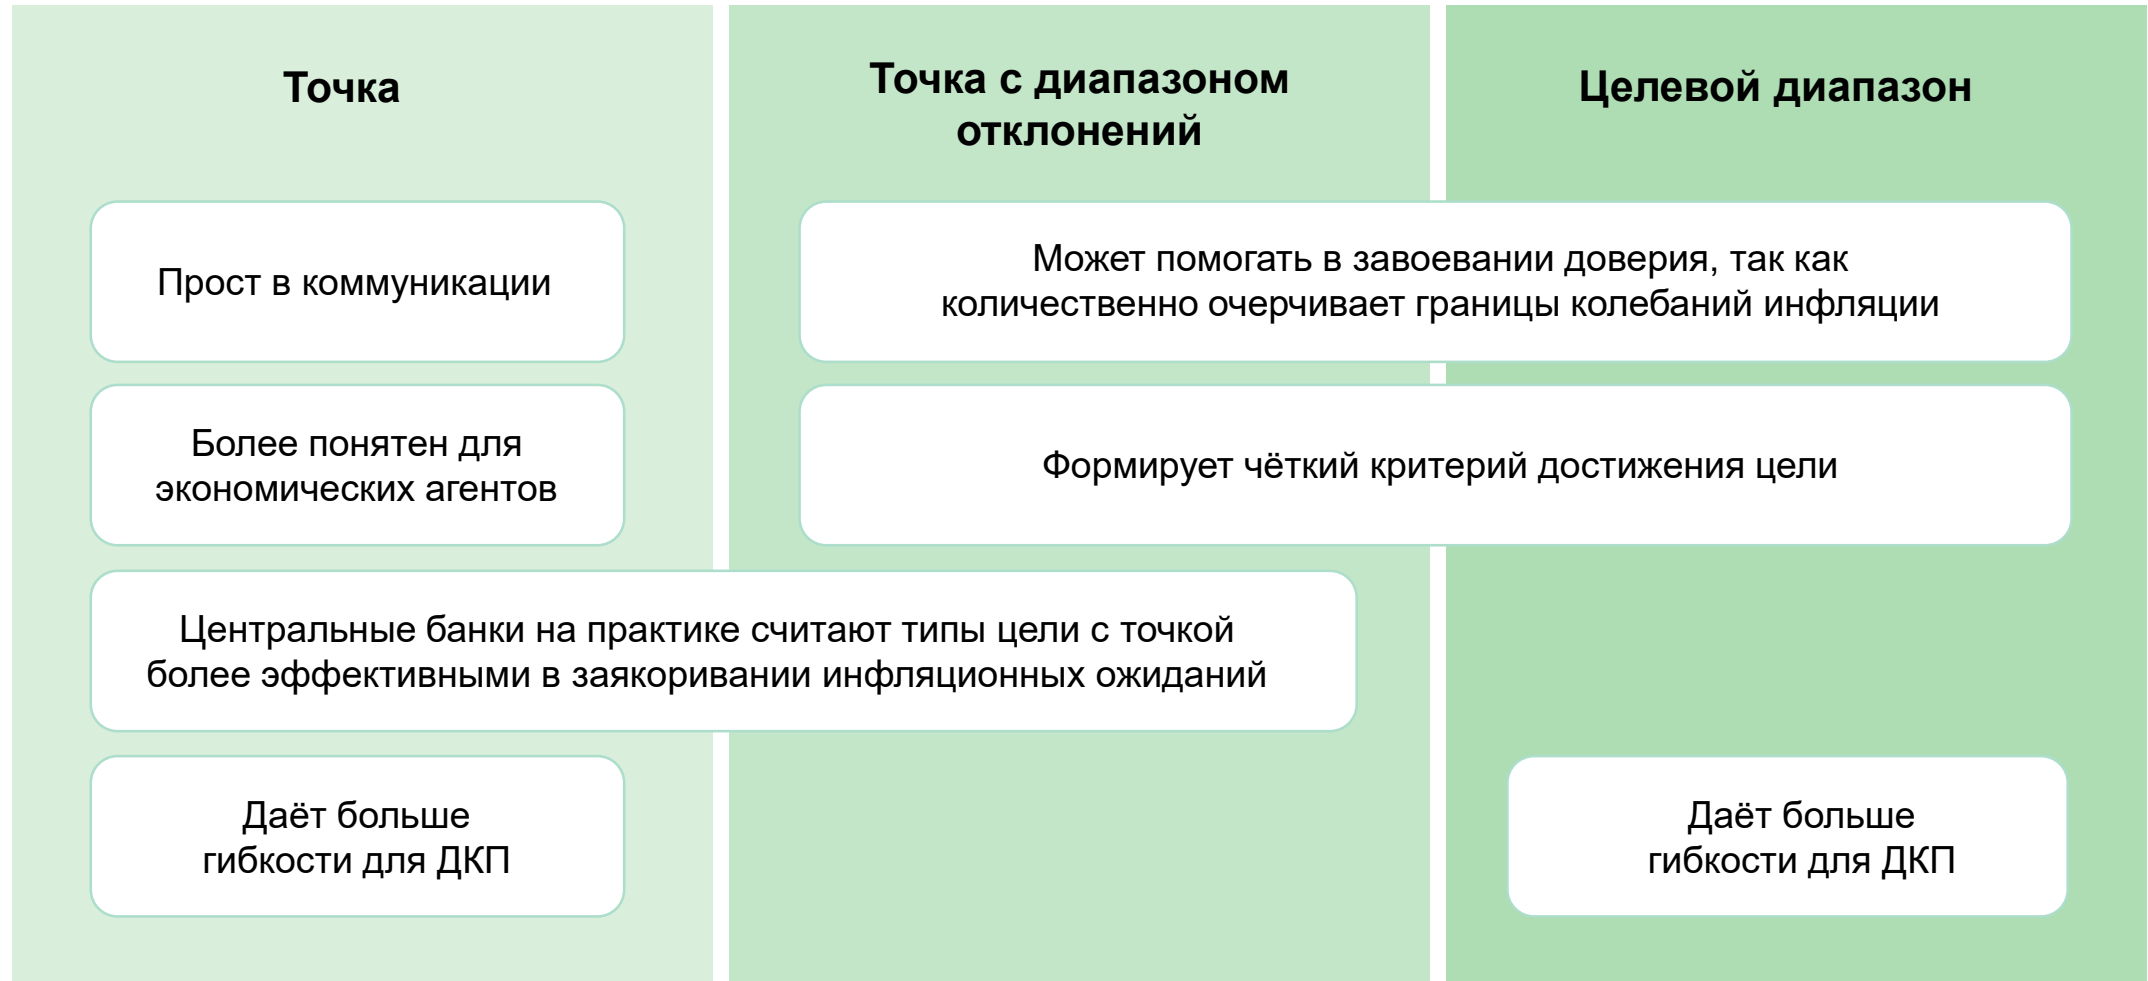 Точка
Точка с диапазоном
отклонений
Целевой диапазон
Прост в коммуникации
Может помогать в завоевании доверия, так как
количественно очерчивает границы колебаний инфляции
Более понятен для
экономических агентов
Формирует чёткий критерий достижения цели
Центральные банки на практике считают типы цели с точкой
более эффективными в заякоривании инфляционных ожиданий
Даёт больше
гибкости для ДКП
Даёт больше
гибкости для ДКП